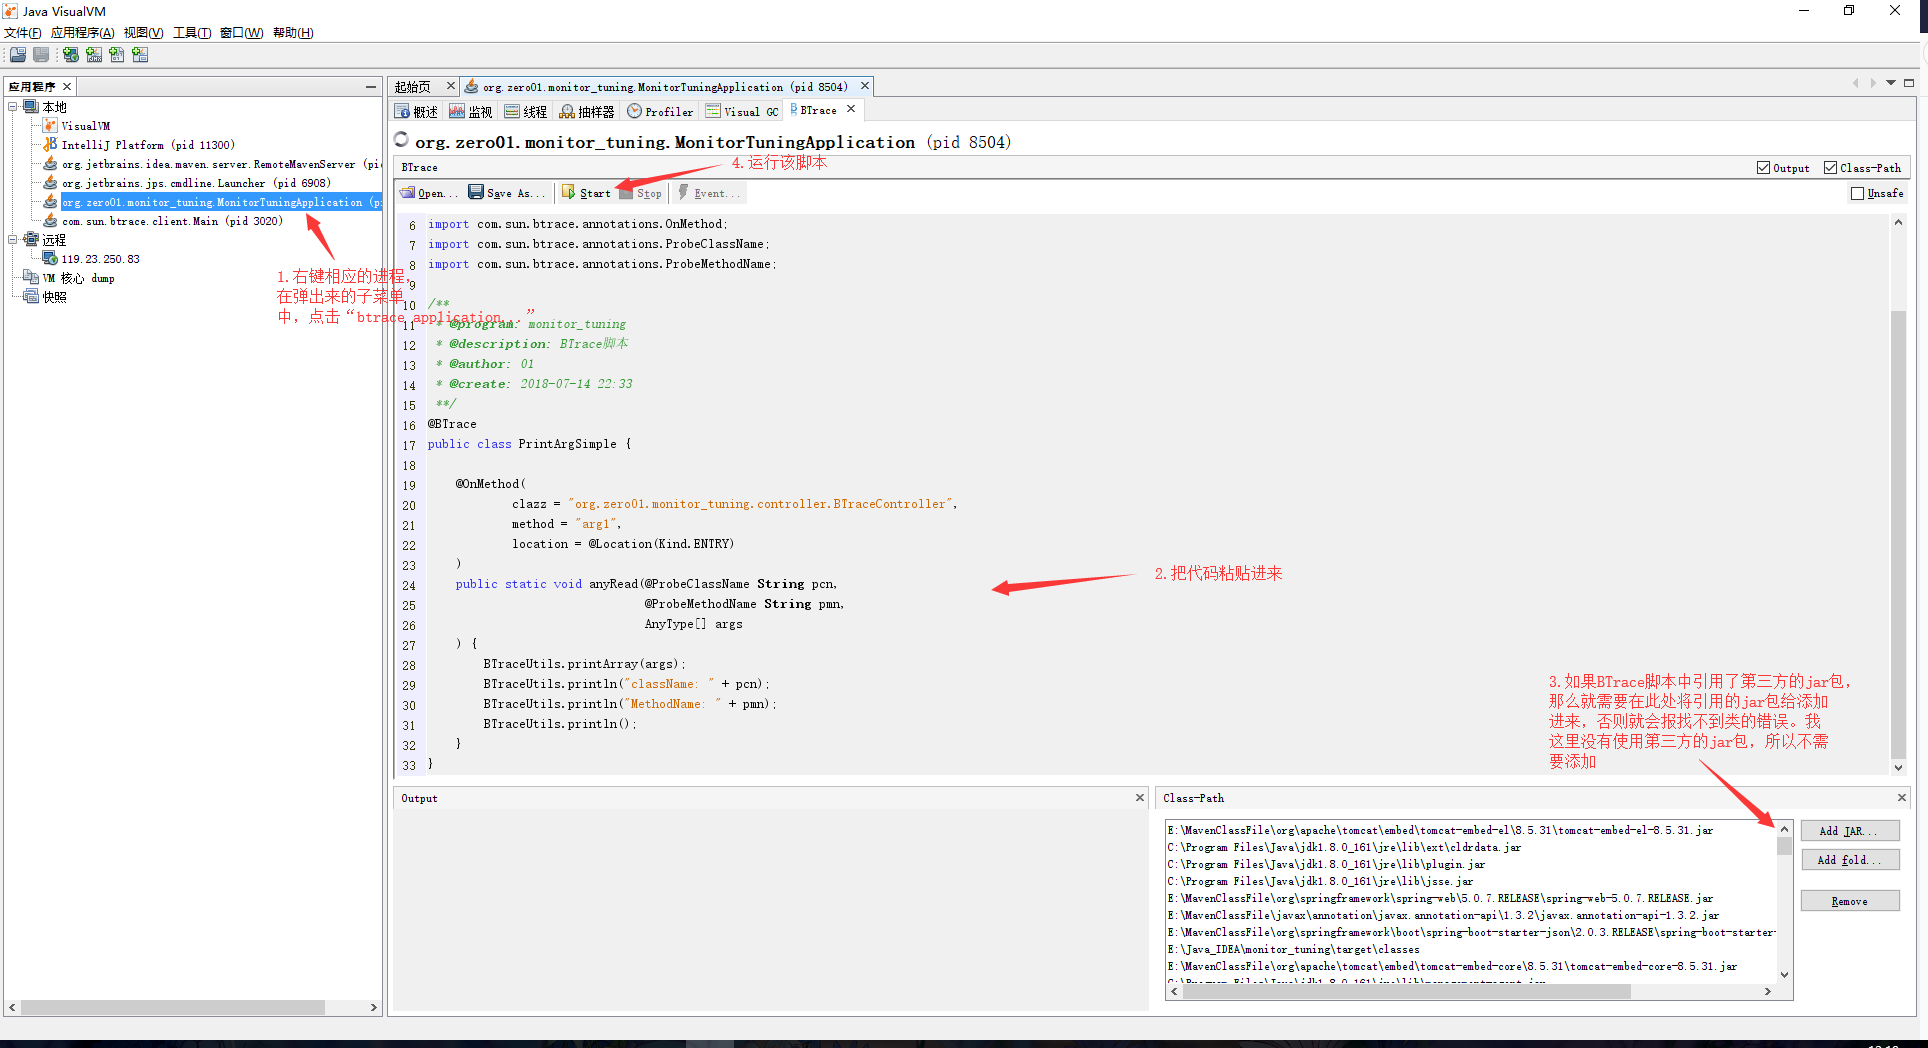 Java VisualVM
文件(F) 应用程序(A) 视图(V) 工具(T) 窗口(W) 帮助(H)
应用程序
本地
VisualVM
IntelliJ Platform (pid 11300)
org.jetbrains.idea.maven.server.RemoteMavenServer (pi
org.jetbrains.jps.cmdline.Launcher (pid 6908)
org.zero01.monitor_tuning.MonitorTuningApplication (p
com.sun.btrace.client.Main (pid 3020)
远程
119.23.250.83
VM 核心 dump
快照
1.右键相应的进程,
在弹出来的子菜单
中，点击“btrace application...”
起始页
org.zero01.monitor_tuning.MonitorTuningApplication (pid 8504)
概述 监视 线程 抽样器 Profiler Visual GC BTrace
org.zero01.monitor_tuning.MonitorTuningApplication (pid 8504)
4.运行该脚本
BTrace
Output Class-Path
Open... Save As... Start Stop Event...
Unsafe
6 import com.sun.btrace.annotations.OnMethod;
7 import com.sun.btrace.annotations.ProbeClassName;
8 import com.sun.btrace.annotations.ProbeMethodName;
9
10 /**
11 * @program: monitor_tuning
12 * @description: BTrace脚本
13 * @author: 01
14 * @create: 2018-07-14 22:33
15 **/
16 @BTrace
17 public class PrintArgSimple {
18
19 @OnMethod(
20 clazz = "org.zero01.monitor_tuning.controller.BTraceController",
21 method = "arg1",
22 location = @Location(Kind.ENTRY)
23 )
24 public static void anyRead(@ProbeClassName String pcn,
25 @ProbeMethodName String pmn,
26 AnyType[] args
27 ) {
28 BTraceUtils.printArray(args);
29 BTraceUtils.println("className: " + pcn);
30 BTraceUtils.println("MethodName: " + pmn);
31 BTraceUtils.println();
32 }
33 }
2.把代码粘贴进来
3.如果BTrace脚本中引用了第三方的jar包，
那么就需要在此处将引用的jar包给添加
进来，否则就会报找不到类的错误。我
这里没有使用第三方的jar包，所以不需
要添加
Output
Class-Path
E:\MavenClassFile\org\apache\tomcat\embed\tomcat-embed-el\8.5.31\tomcat-embed-el-8.5.31.jar
C:\Program Files\Java\jdk1.8.0_161\jre\lib\ext\cldrdata.jar
C:\Program Files\Java\jdk1.8.0_161\jre\lib\plugin.jar
C:\Program Files\Java\jdk1.8.0_161\jre\lib\jsse.jar
E:\MavenClassFile\org\springframework\spring-web\5.0.7.RELEASE\spring-web-5.0.7.RELEASE.jar
E:\MavenClassFile\javax\annotation\javax.annotation-api\1.3.2\javax.annotation-api-1.3.2.jar
E:\MavenClassFile\org\springframework\boot\spring-boot-starter-json\2.0.3.RELEASE\spring-boot-starter-
E:\Java_IDEA\monitor_tuning\target\classes
E:\MavenClassFile\org\apache\tomcat\embed\tomcat-embed-core\8.5.31\tomcat-embed-core-8.5.31.jar
Add JAR...
Add fold...
Remove